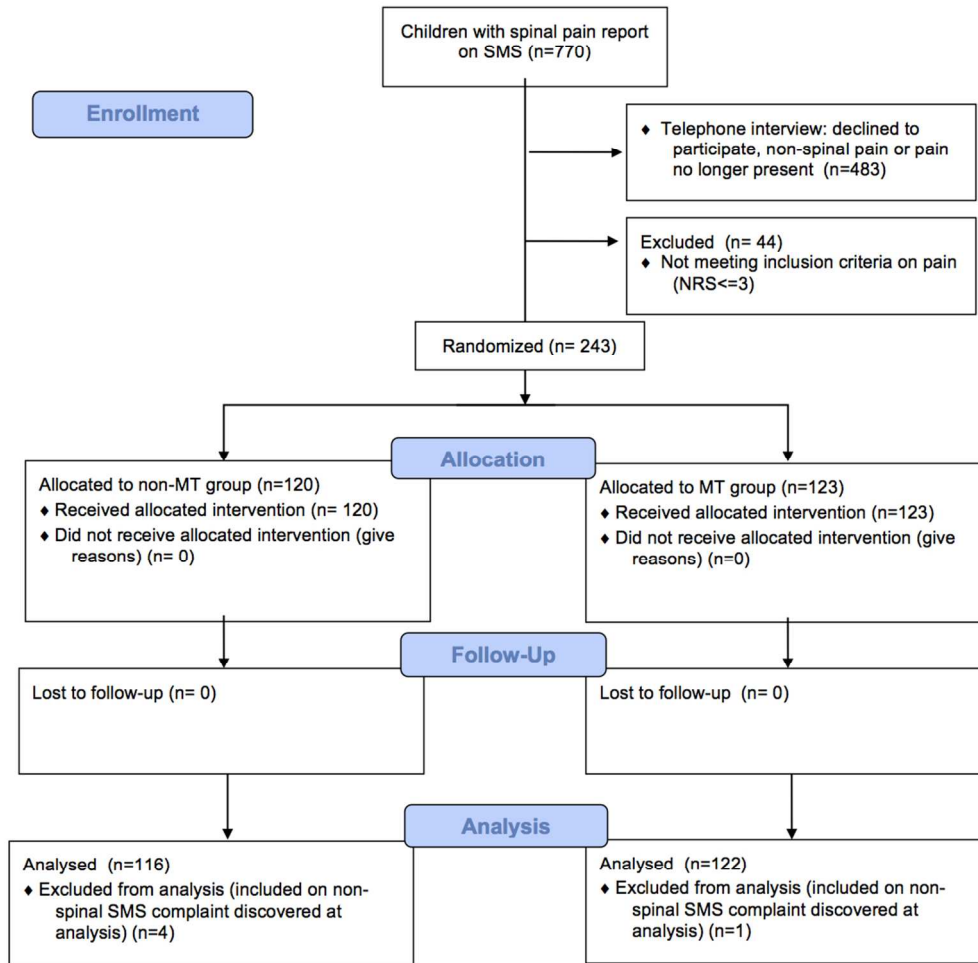 Children with spinal pain report
on SMS (n=770)
Enrollment
♦ Telephone interview: declined to
participate, non-spinal pain or pain
no longer present (n=483)
Excluded (n= 44)
♦ Not meeting inclusion criteria on pain
(NRS<=3)
Randomized (n= 243)
Allocation
Allocated to non-MT group (n=120)
♦ Received allocated intervention (n= 120)
♦ Did not receive allocated intervention (give
reasons) (n= 0)
Allocated to MT group (n=123)
♦ Received allocated intervention (n=123)
♦ Did not receive allocated intervention (give
reasons) (n=0)
Follow-Up
Lost to follow-up (n= 0)
Lost to follow-up (n= 0)
Analysis
Analysed (n=116)
♦ Excluded from analysis (included on non-
spinal SMS complaint discovered at
analysis) (n=4)
Analysed (n=122)
♦ Excluded from analysis (included on non-
spinal SMS complaint discovered at
analysis) (n=1)